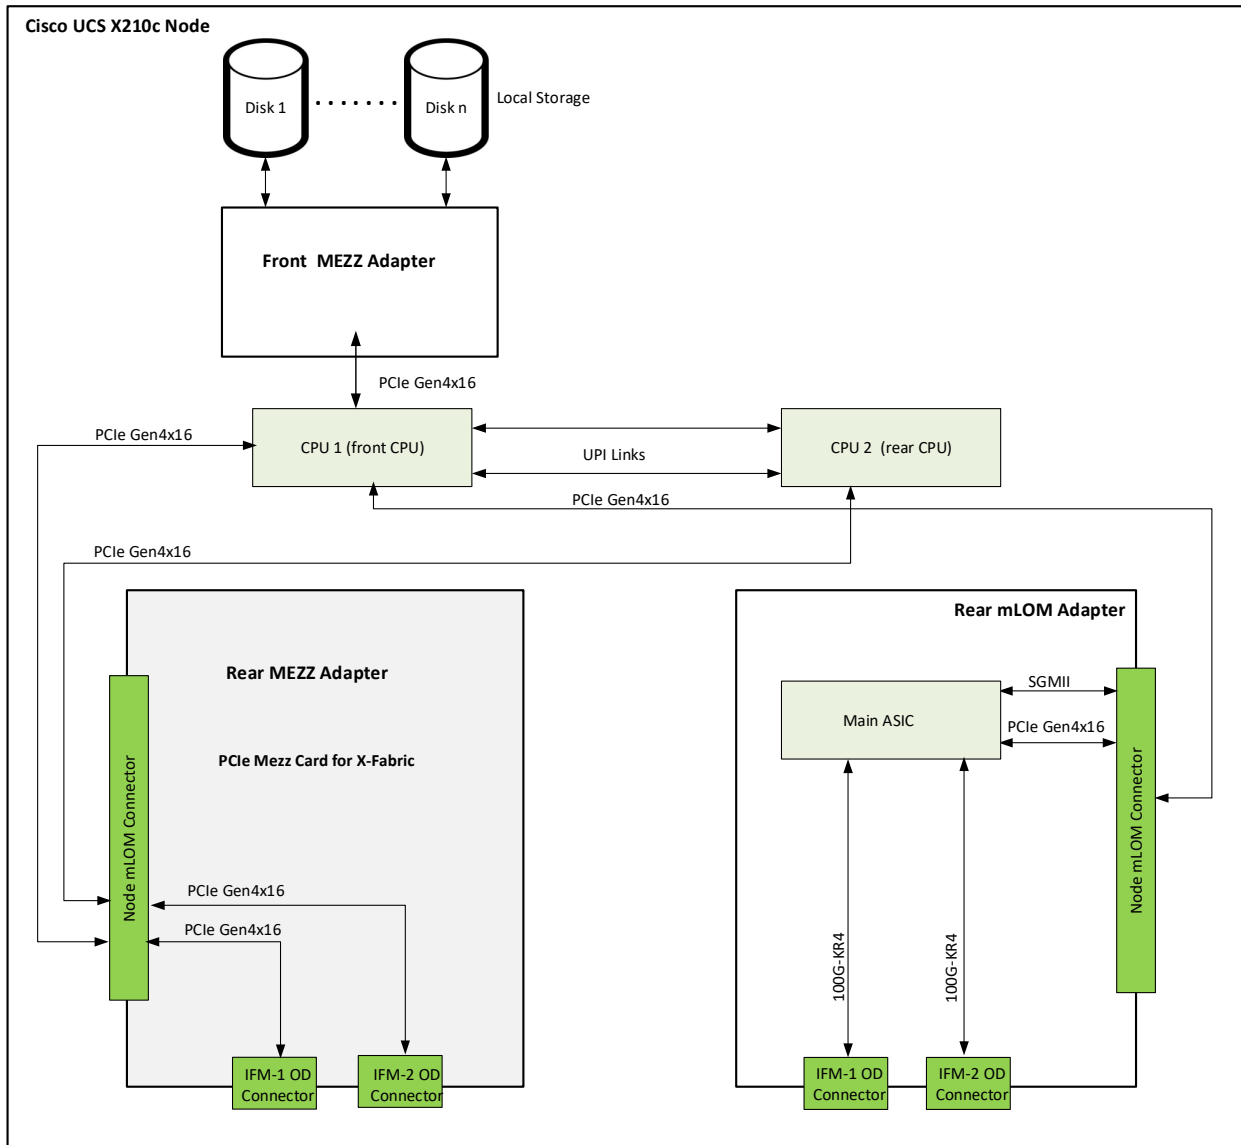 Cisco UCS X210c Node
Disk 1
Disk n
Local Storage
Front  MEZZ Adapter
PCIe Gen4x16
PCIe Gen4x16
CPU 1 (front CPU)
UPI Links
CPU 2  (rear CPU)
PCIe Gen4x16
PCIe Gen4x16
Rear MEZZ Adapter
PCIe Mezz Card for X-Fabric
Node mLOM Connector
PCIe Gen4x16
PCIe Gen4x16
IFM-1 OD
Connector
IFM-2 OD
Connector
Rear mLOM Adapter
SGMII
Main ASIC
PCIe Gen4x16
Node mLOM Connector
100G-KR4
100G-KR4
IFM-1 OD
Connector
IFM-2 OD
Connector